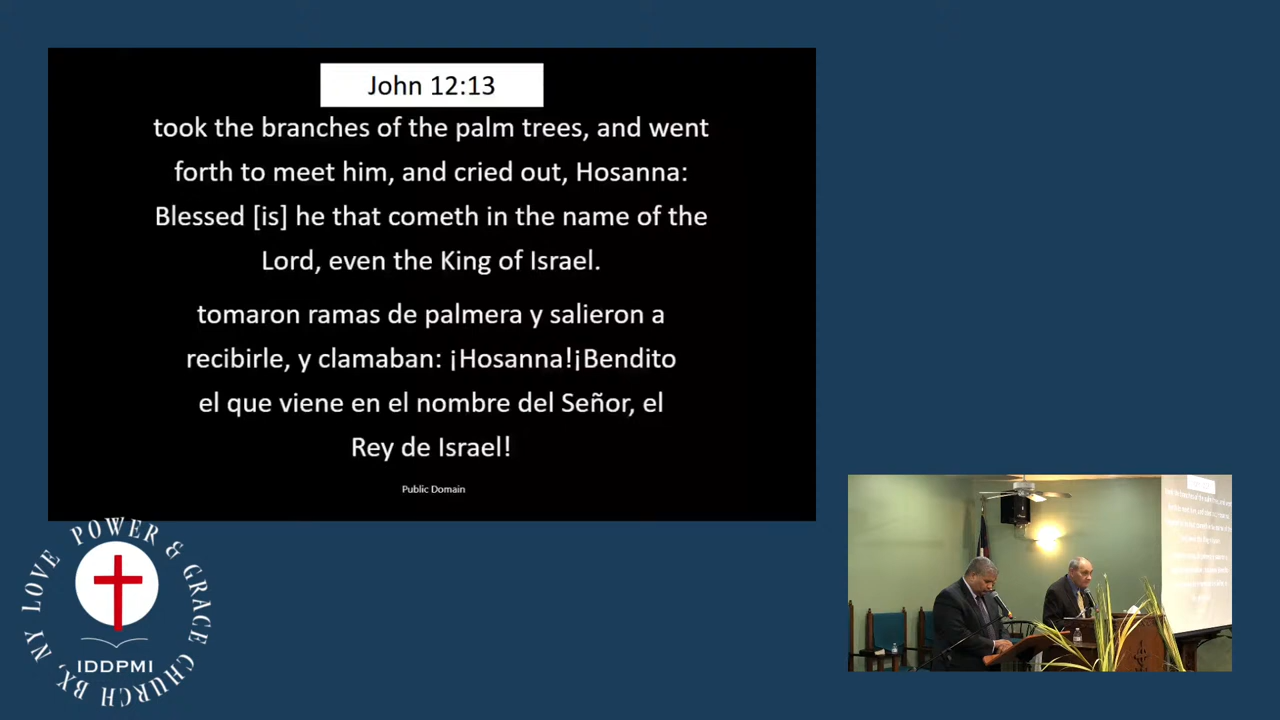 John 12:13
took the branches of the palm trees, and went
forth to meet him, and cried out, Hosanna:
Blessed [is] he that cometh in the name of the
Lord, even the King of Israel.
tomaron ramas de palmera y salieron a
recibirle, y clamaban: ¡Hosanna!¡Bendito
el que viene en el nombre del Señor, el
Rey de Israel!
Public Domain
NY LOVE POWER & GRACE CHURCH BX,
IDDPMI